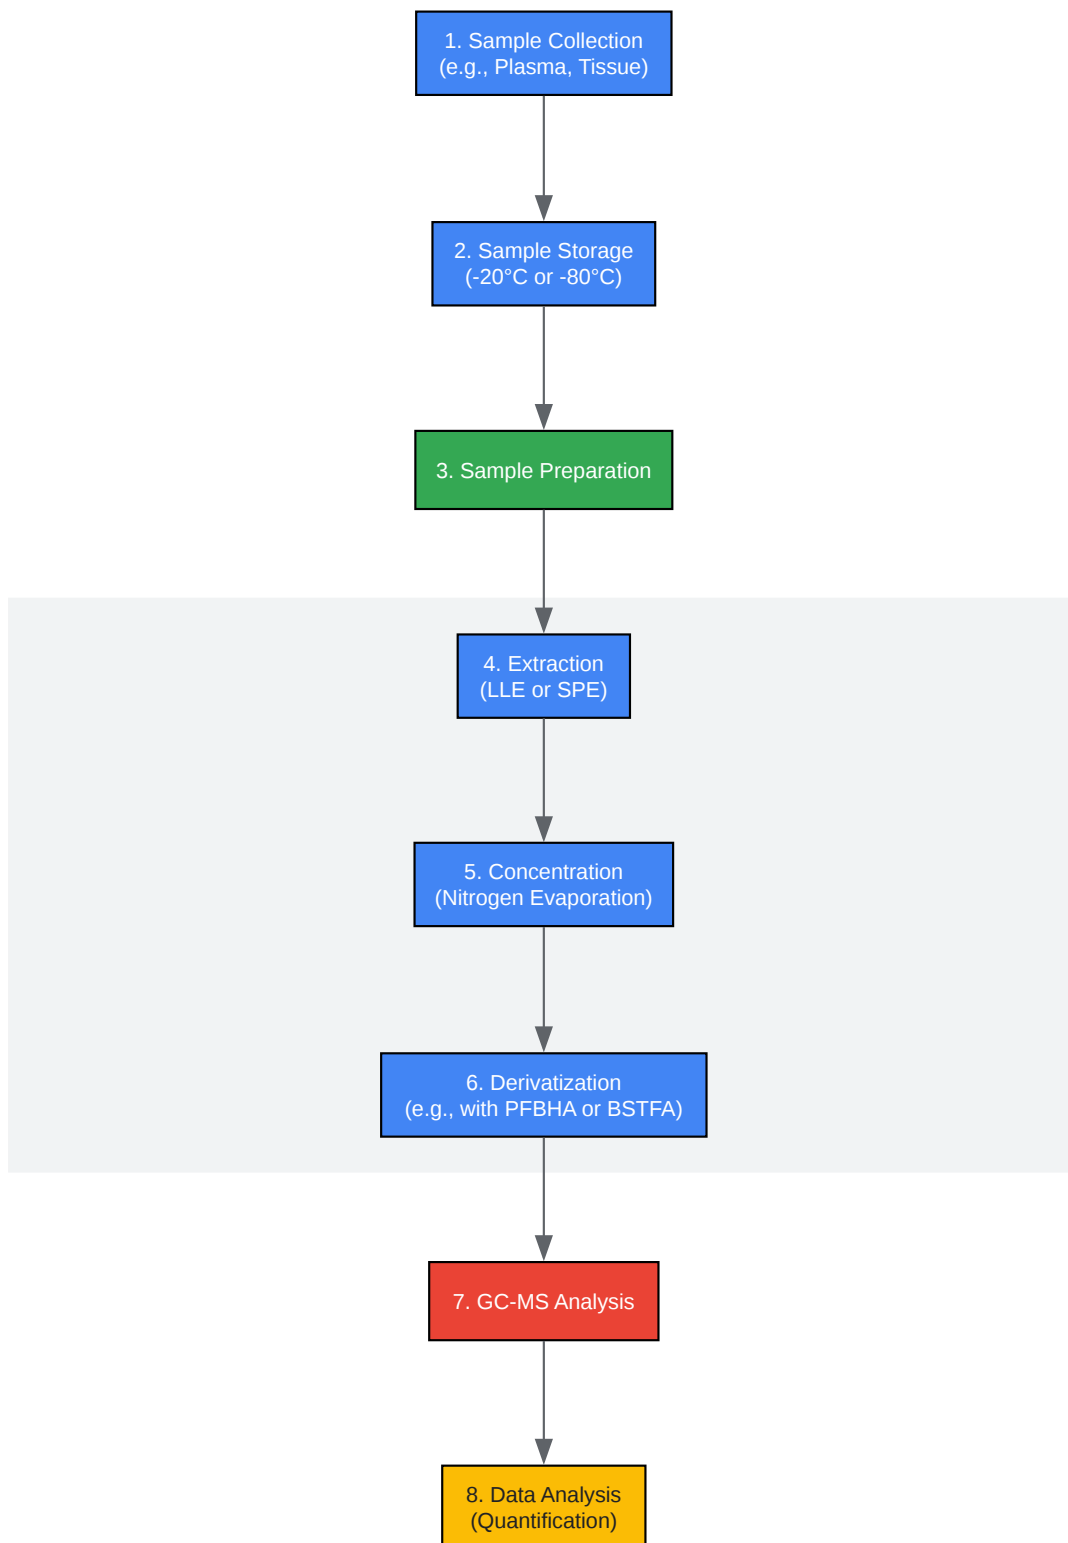 1. Sample Collection
(e.g., Plasma, Tissue)
2. Sample Storage
(-20°C or -80°C)
3. Sample Preparation
4. Extraction
(LLE or SPE)
5. Concentration
(Nitrogen Evaporation)
6. Derivatization
(e.g., with PFBHA or BSTFA)
7. GC-MS Analysis
8. Data Analysis
(Quantification)